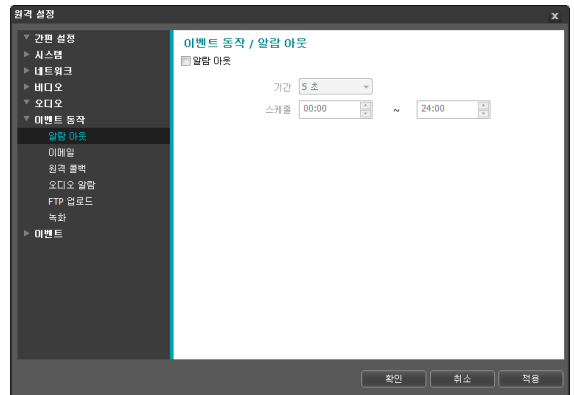 원격 설정 x
간편 설정
시스템
네트워크
비디오
오디오
이벤트 동작
알람 아웃
이메일
원격 콜백
오디오 알람
FTP 업로드
녹화
이벤트
이벤트 동작 / 알람 아웃
알람 아웃
기간 5 초
스케줄 00:00 ~ 24:00
확인 취소 적용